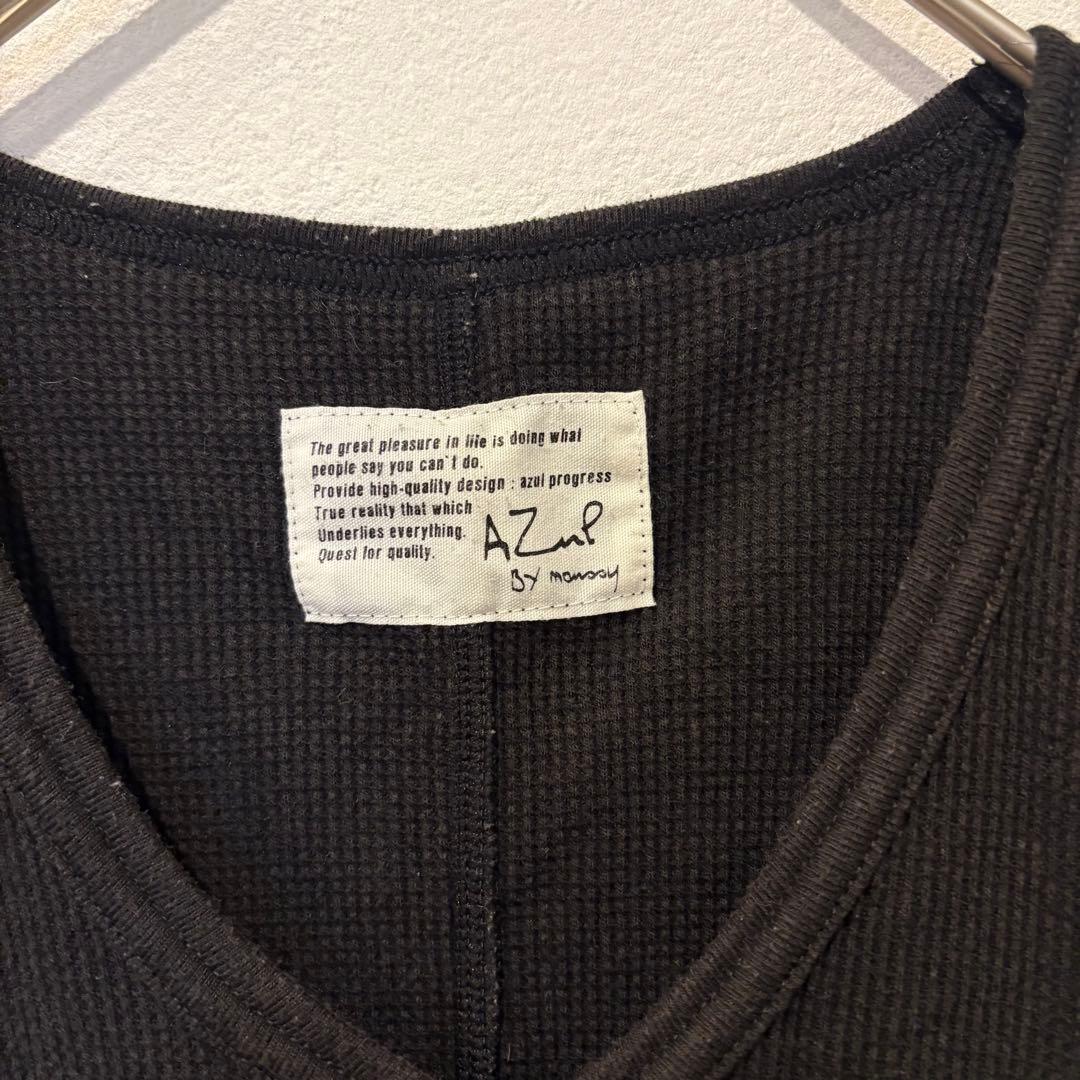 The great pleasure in life is doing what
people say you can't do.
Provide high-quality design : azul progress
True reality that which
Underlies everything.
Quest for quality.
AZUL
BY moussy